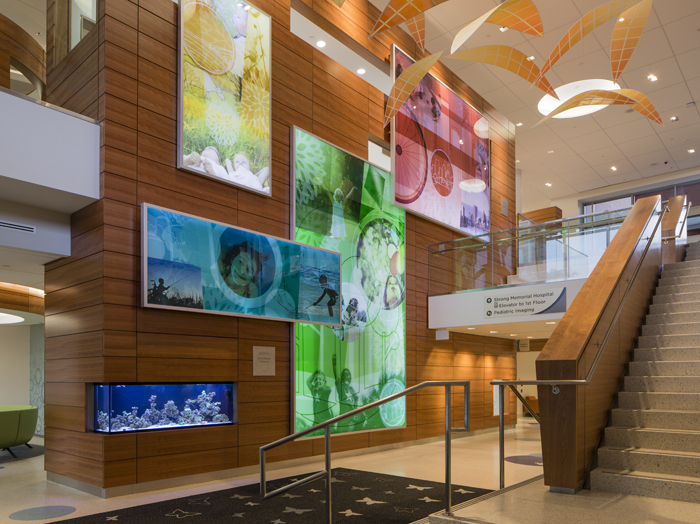 Strong Memorial Hospital
Elevator to 1st Floor
Pediatric Imaging